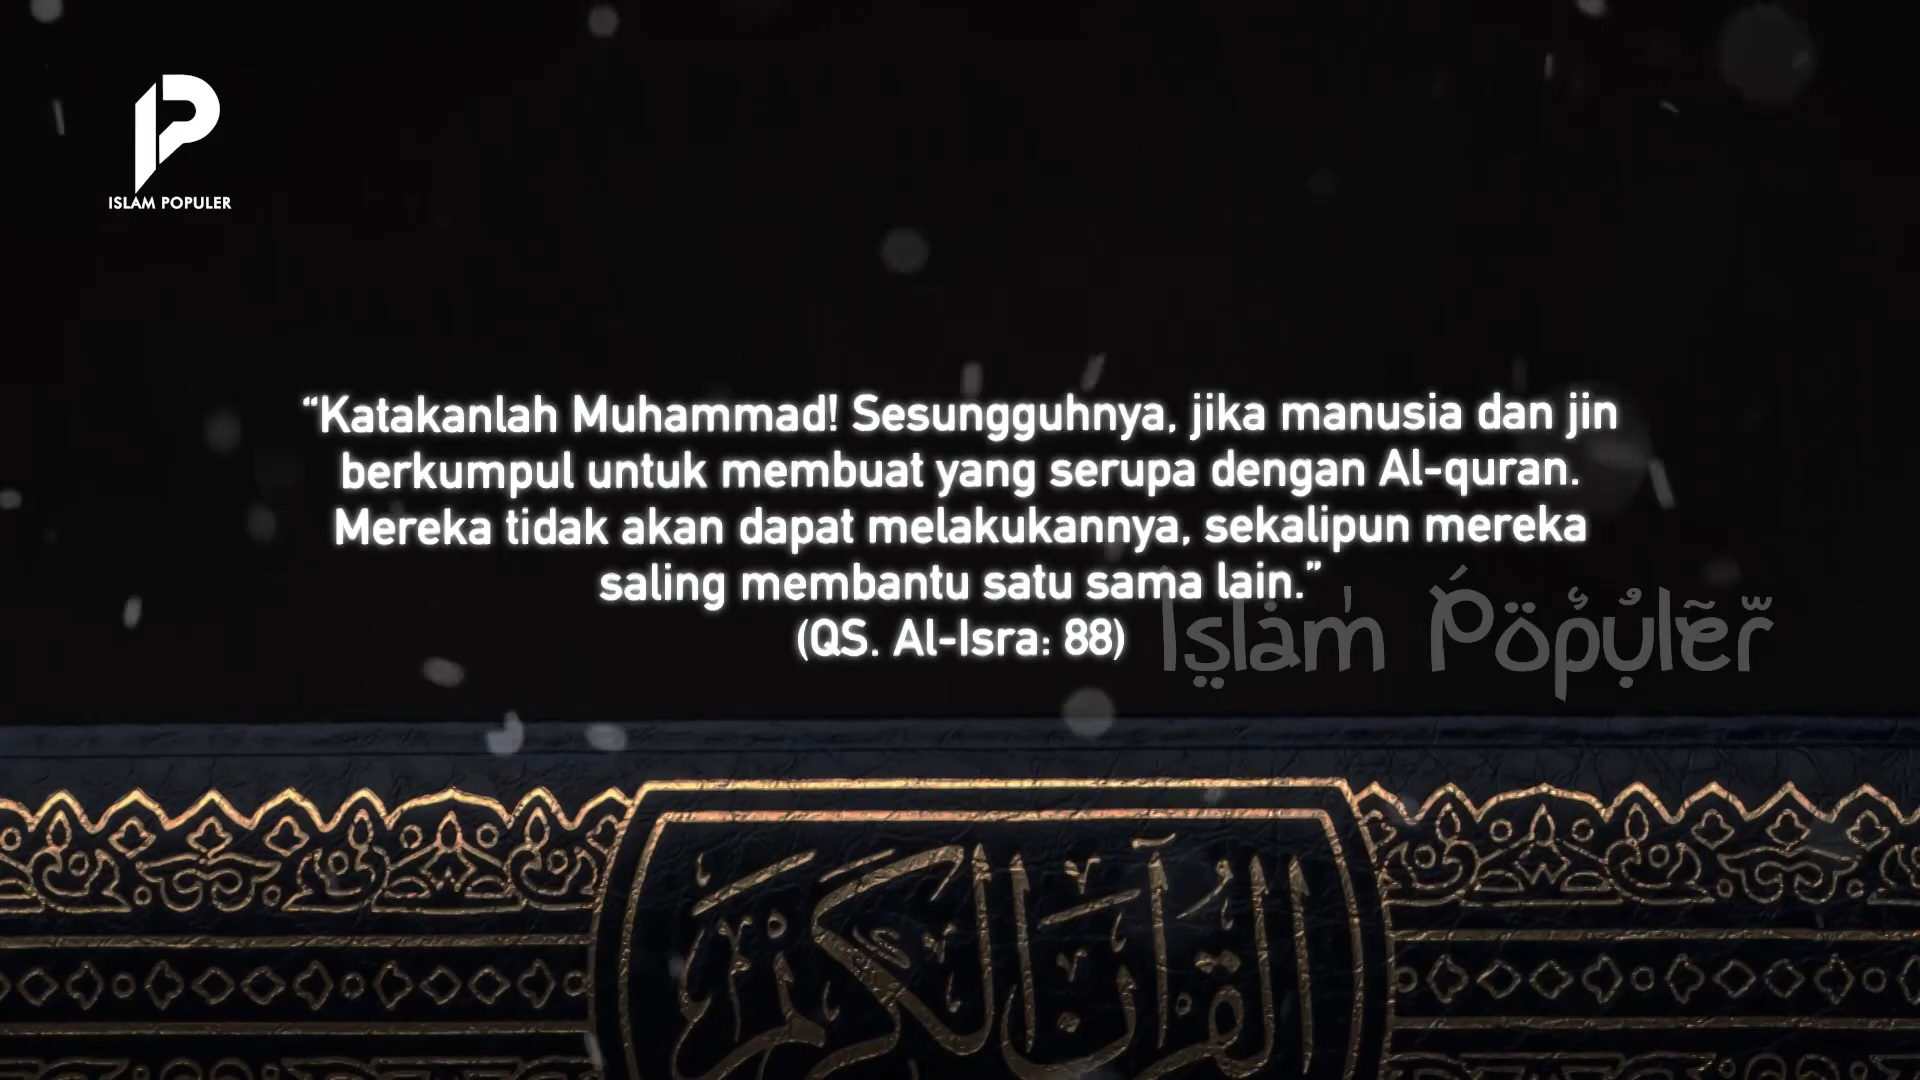 ISLAM POPULER
“Katakanlah Muhammad! Sesungguhnya, jika manusia dan jin
berkumpul untuk membuat yang serupa dengan Al-quran.
Mereka tidak akan dapat melakukannya, sekalipun mereka
saling membantu satu sama lain.”
(QS. Al-Isra: 88)
Islam Populer
القرآن الكريم